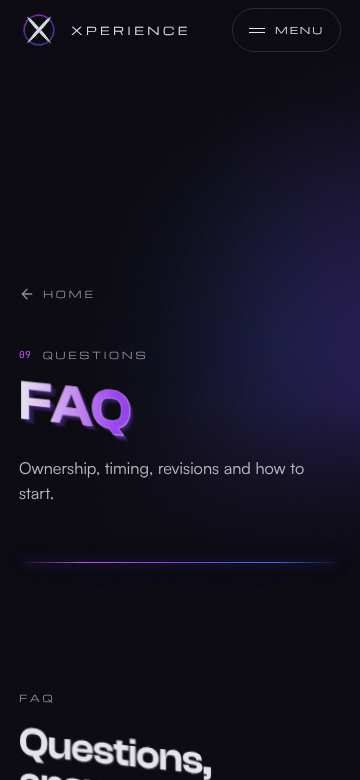 XPERIENCE
MENU
← HOME
09 QUESTIONS
FAQ
Ownership, timing, revisions and how to
start.
FAQ
Questions,